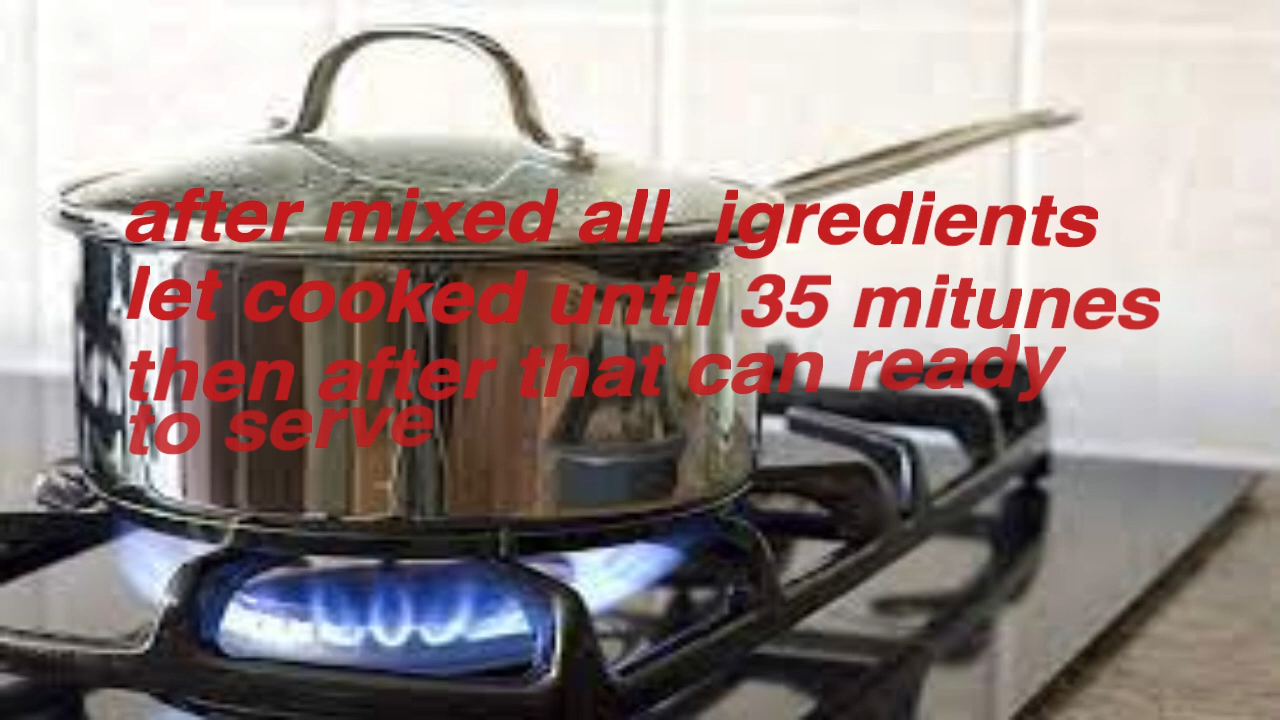 after mixed all igredients
let cooked until 35 mitunes
then after that can ready
to serve